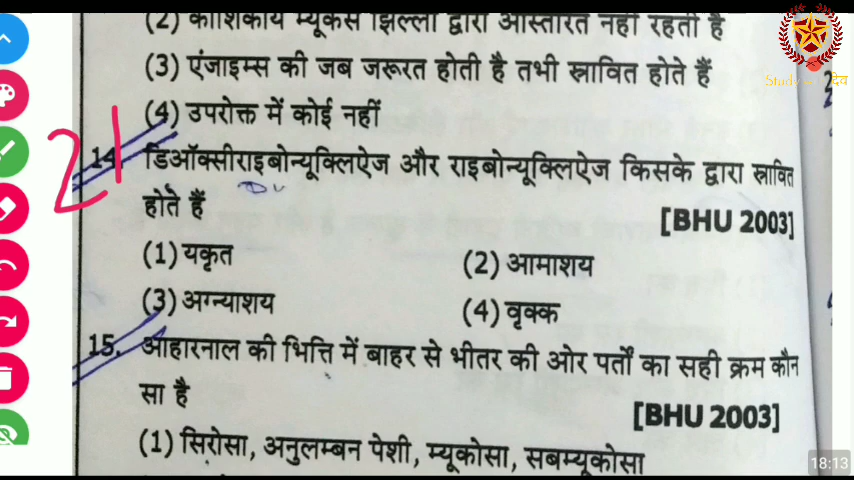 (2) कोशिकीय म्यूकस झिल्ली द्वारा आस्तरित नहीं रहती है
(3) एंजाइम्स की जब जरूरत होती है तभी स्रावित होते हैं
(4) उपरोक्त में कोई नहीं
21
14. डिऑक्सीराइबोन्यूक्लिऐज और राइबोन्यूक्लिऐज किसके द्वारा स्रावित
होते हैं
[BHU 2003]
(1) यकृत
(2) आमाशय
(3) अग्न्याशय
(4) वृक्क
15. आहारनाल की भित्ति में बाहर से भीतर की ओर पर्तों का सही क्रम कौन
सा है
[BHU 2003]
(1) सिरोसा, अनुलम्बन पेशी, म्यूकोसा, सबम्यूकोसा
18:13